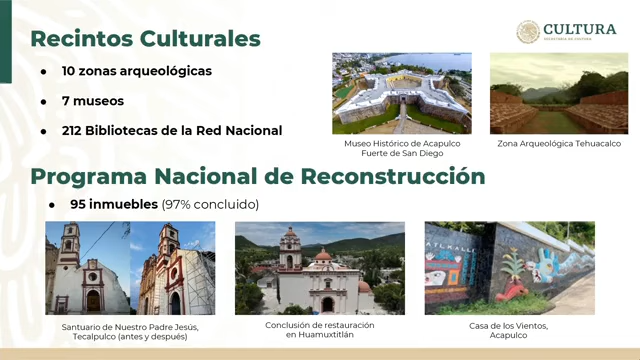 CULTURA
SECRETARÍA DE CULTURA
Recintos Culturales
● 10 zonas arqueológicas
● 7 museos
● 212 Bibliotecas de la Red Nacional
Museo Histórico de Acapulco
Fuerte de San Diego
Zona Arqueológica Tehuacalco
Programa Nacional de Reconstrucción
● 95 inmuebles (97% concluido)
Santuario de Nuestro Padre Jesús,
Tecalpulco (antes y después)
Conclusión de restauración
en Huamuxtitlán
Casa de los Vientos,
Acapulco